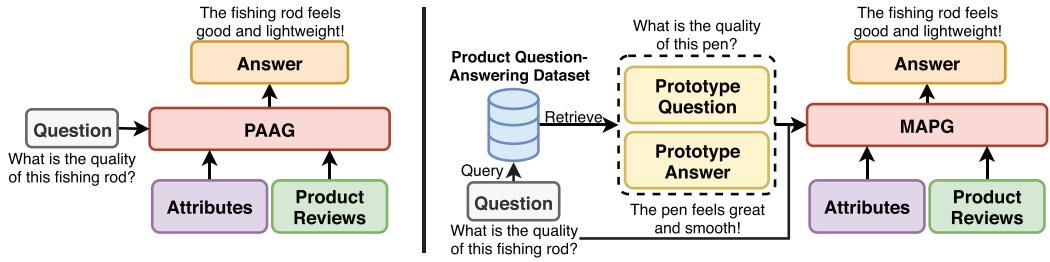 The fishing rod feels
good and lightweight!
Answer
Question
PAAG
What is the quality
of this fishing rod?
Attributes
Product
Reviews
Product Question-
Answering Dataset
What is the quality
of this pen?
Prototype
Question
Retrieve
Prototype
Answer
Query
Question
What is the quality
of this fishing rod?
The pen feels great
and smooth!
The fishing rod feels
good and lightweight!
Answer
MAPG
Attributes
Product
Reviews